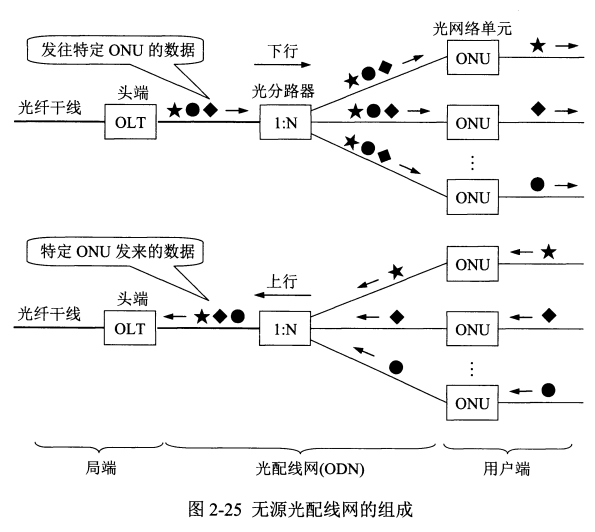 光网络单元
发往特定 ONU 的数据
下行
ONU
光纤干线
头端
OLT
光分路器
1:N
ONU
ONU
特定 ONU 发来的数据
上行
ONU
光纤干线
头端
OLT
1:N
ONU
ONU
局端
光配线网(ODN)
用户端
图 2-25 无源光配线网的组成